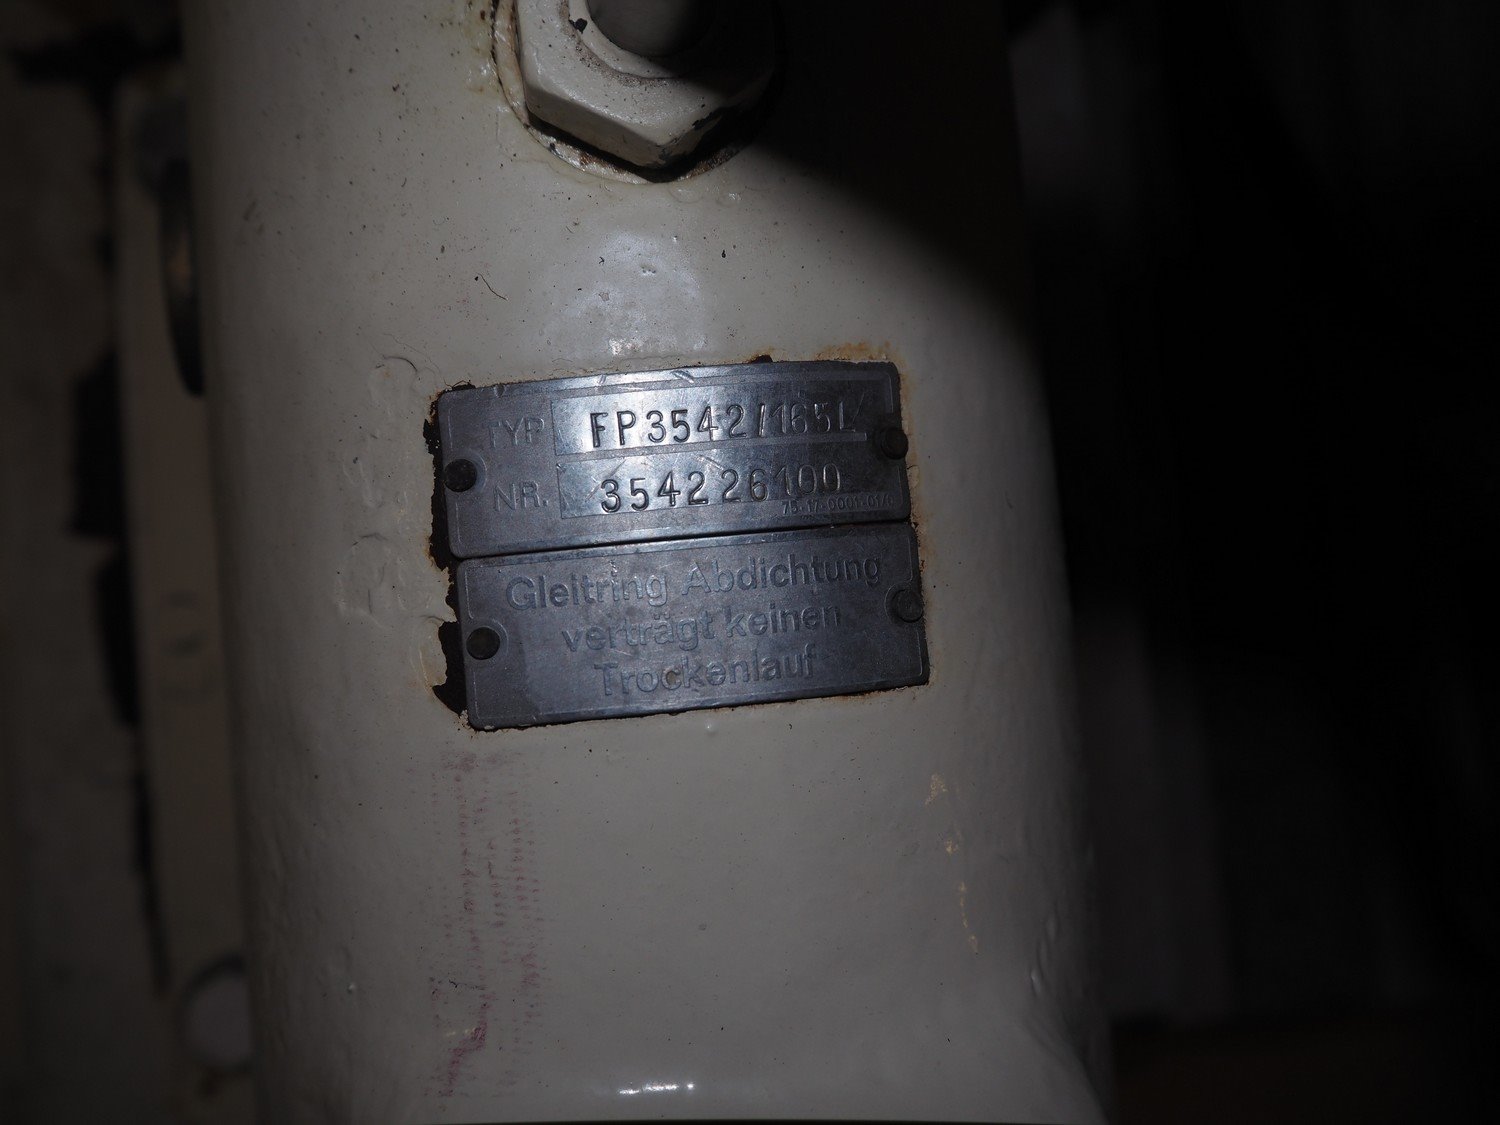 TYP FP3542/165L
NR. 354226100
Gleitring Abdichtung
verträgt keinen
Trockenlauf